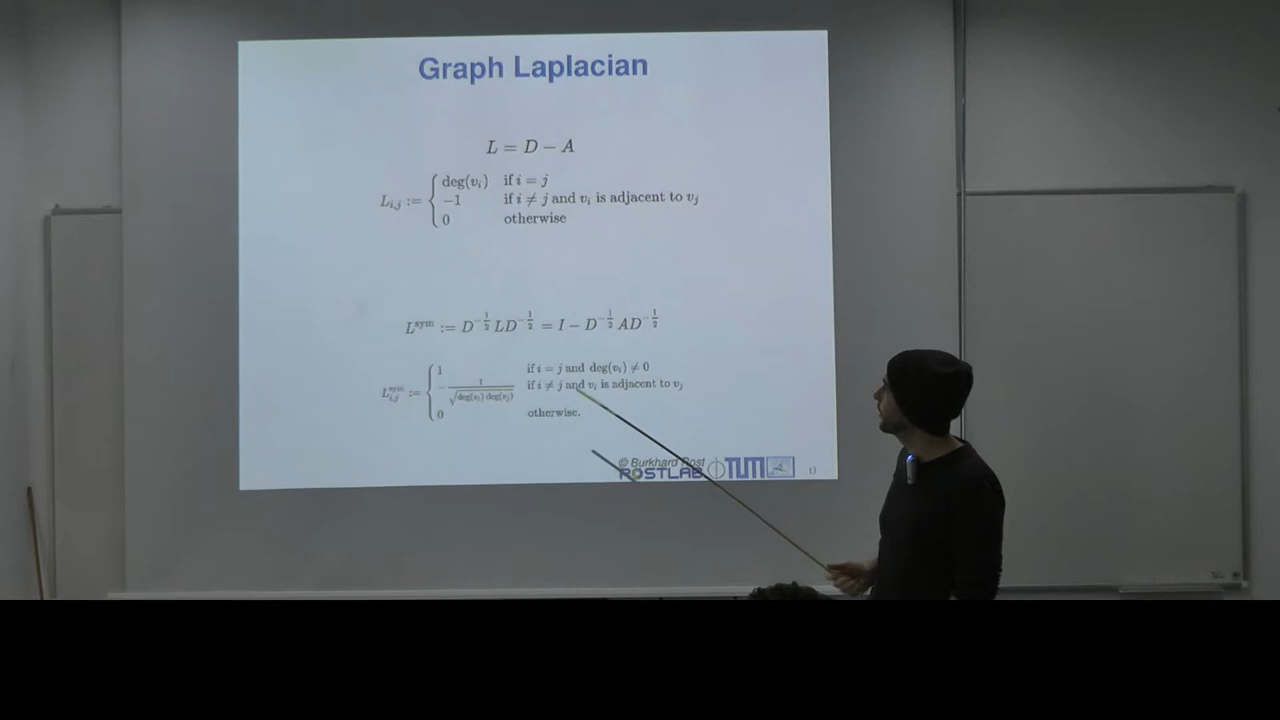 Graph Laplacian
L = D − A
L_{i,j} := { deg(v_i) if i = j
−1 if i ≠ j and v_i is adjacent to v_j
0 otherwise
L^{sym} := D^{-1/2} L D^{-1/2} = I − D^{-1/2} A D^{-1/2}
L^{sym}_{i,j} := { 1 if i = j and deg(v_i) ≠ 0
− 1/√(deg(v_i) deg(v_j)) if i ≠ j and v_i is adjacent to v_j
0 otherwise.
© Burkhard Rost
ROSTLAB TUM